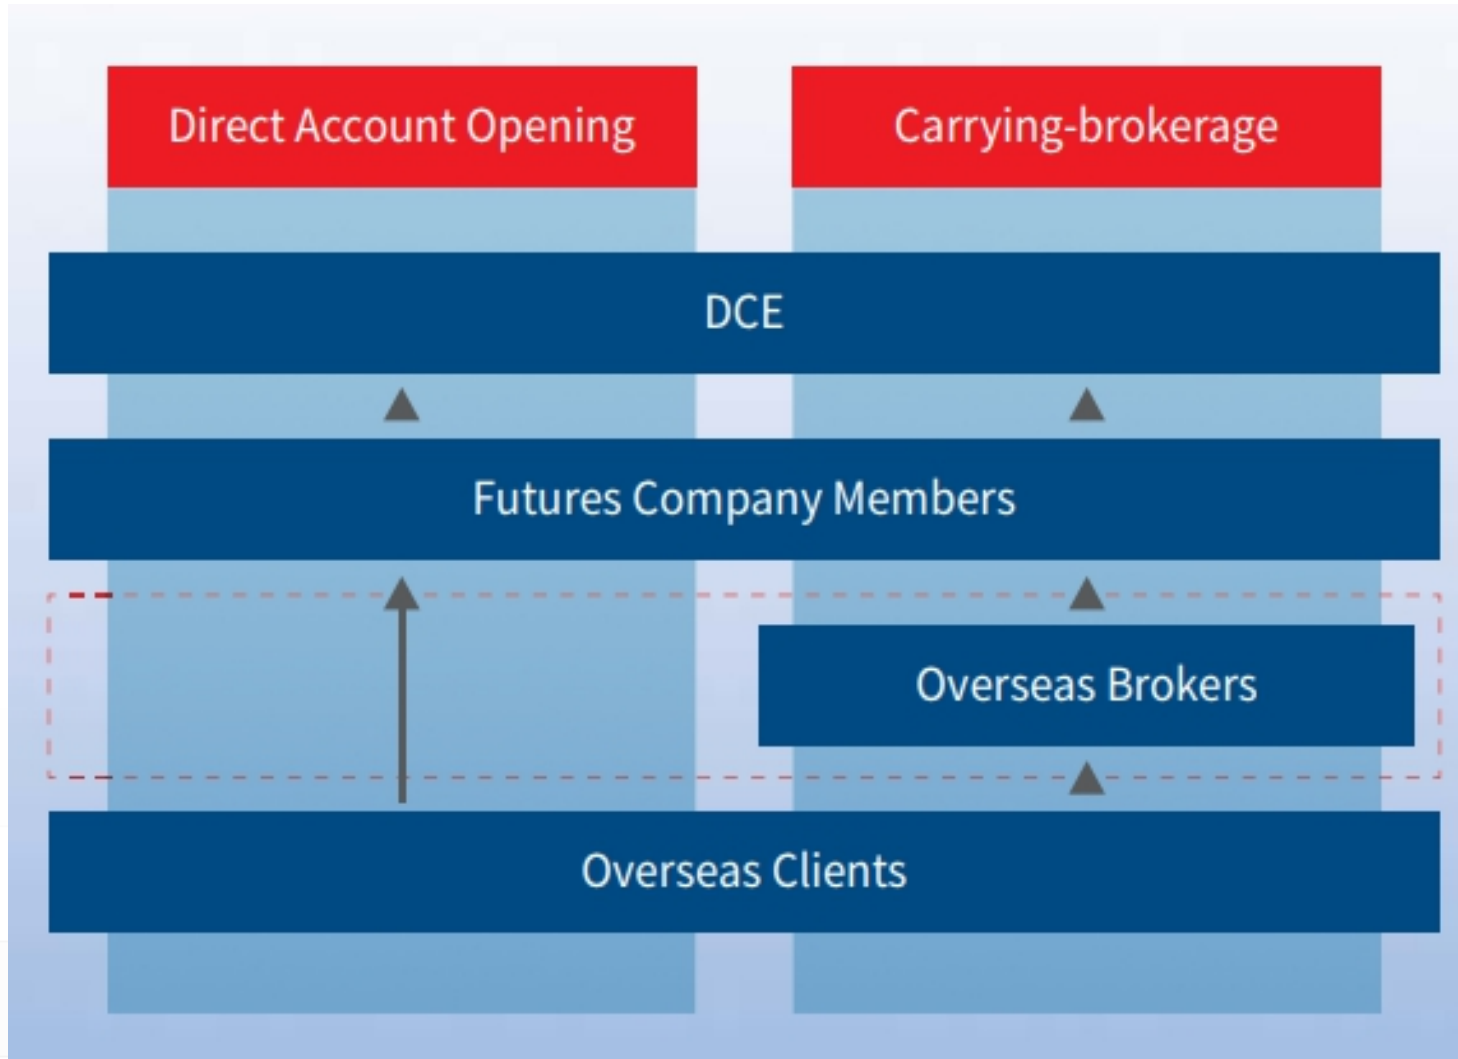 Direct Account Opening
Carrying-brokerage
DCE
Futures Company Members
Overseas Brokers
Overseas Clients